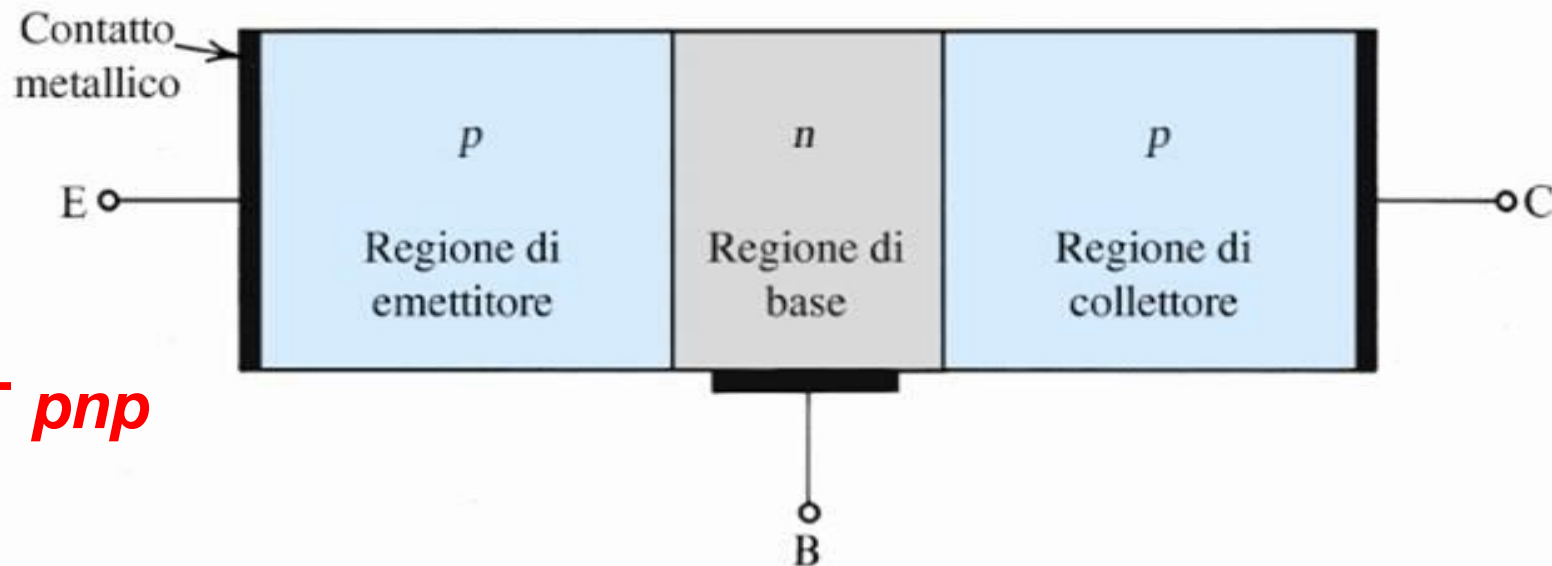 Contatto
metallico
p
n
p
E
C
Regione di
emettitore
Regione di
base
Regione di
collettore
pnp
B